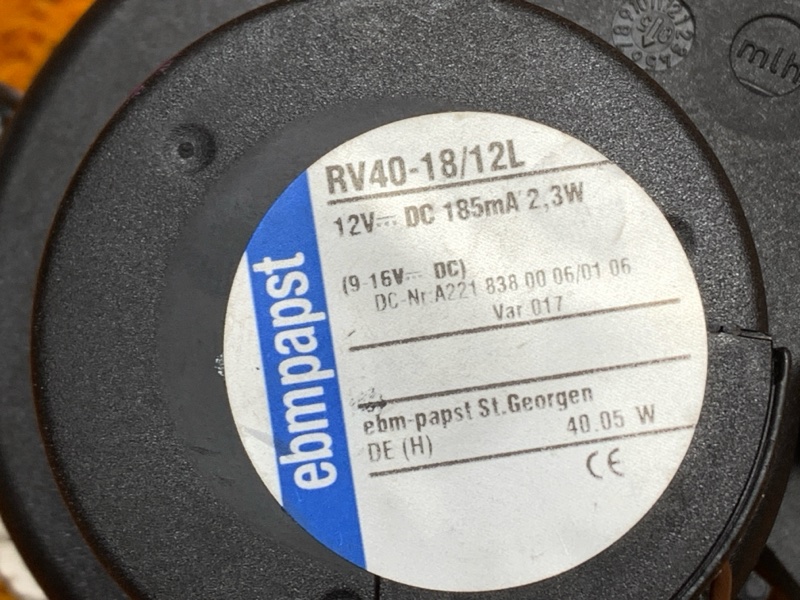 mlh
RV40-18/12L
12V⎓ DC 185mA 2,3W
(9-16V⎓ DC)
DC-Nr.A221 838 00 06/01 06
Var 017
ebmpapst
ebm-papst St.Georgen
DE (H) 40.05 W
CE